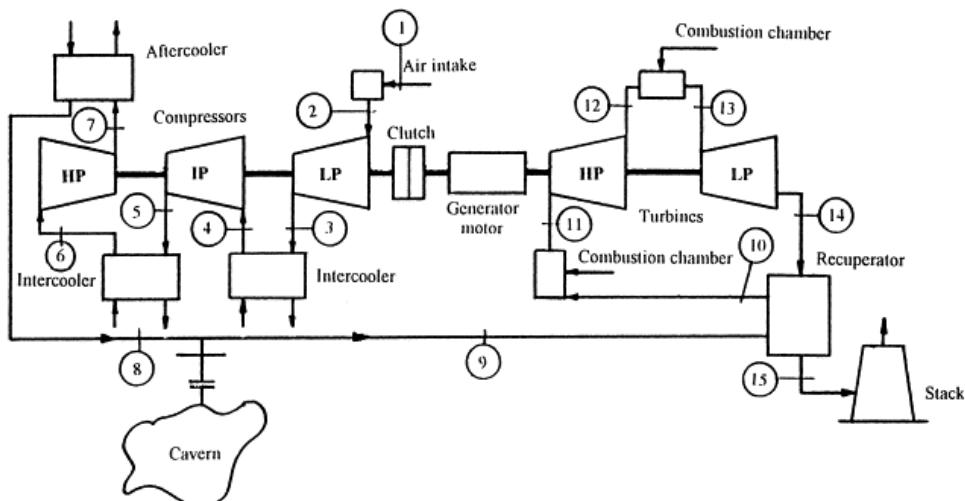 1
Combustion chamber
Aftercooler
Air intake
12
13
2
7
Compressors
Clutch
HP
IP
LP
HP
LP
5
4
3
Generator
motor
11
Turbines
14
6
10
Recuperator
Intercooler
Intercooler
Combustion chamber
8
9
15
Stack
Cavern